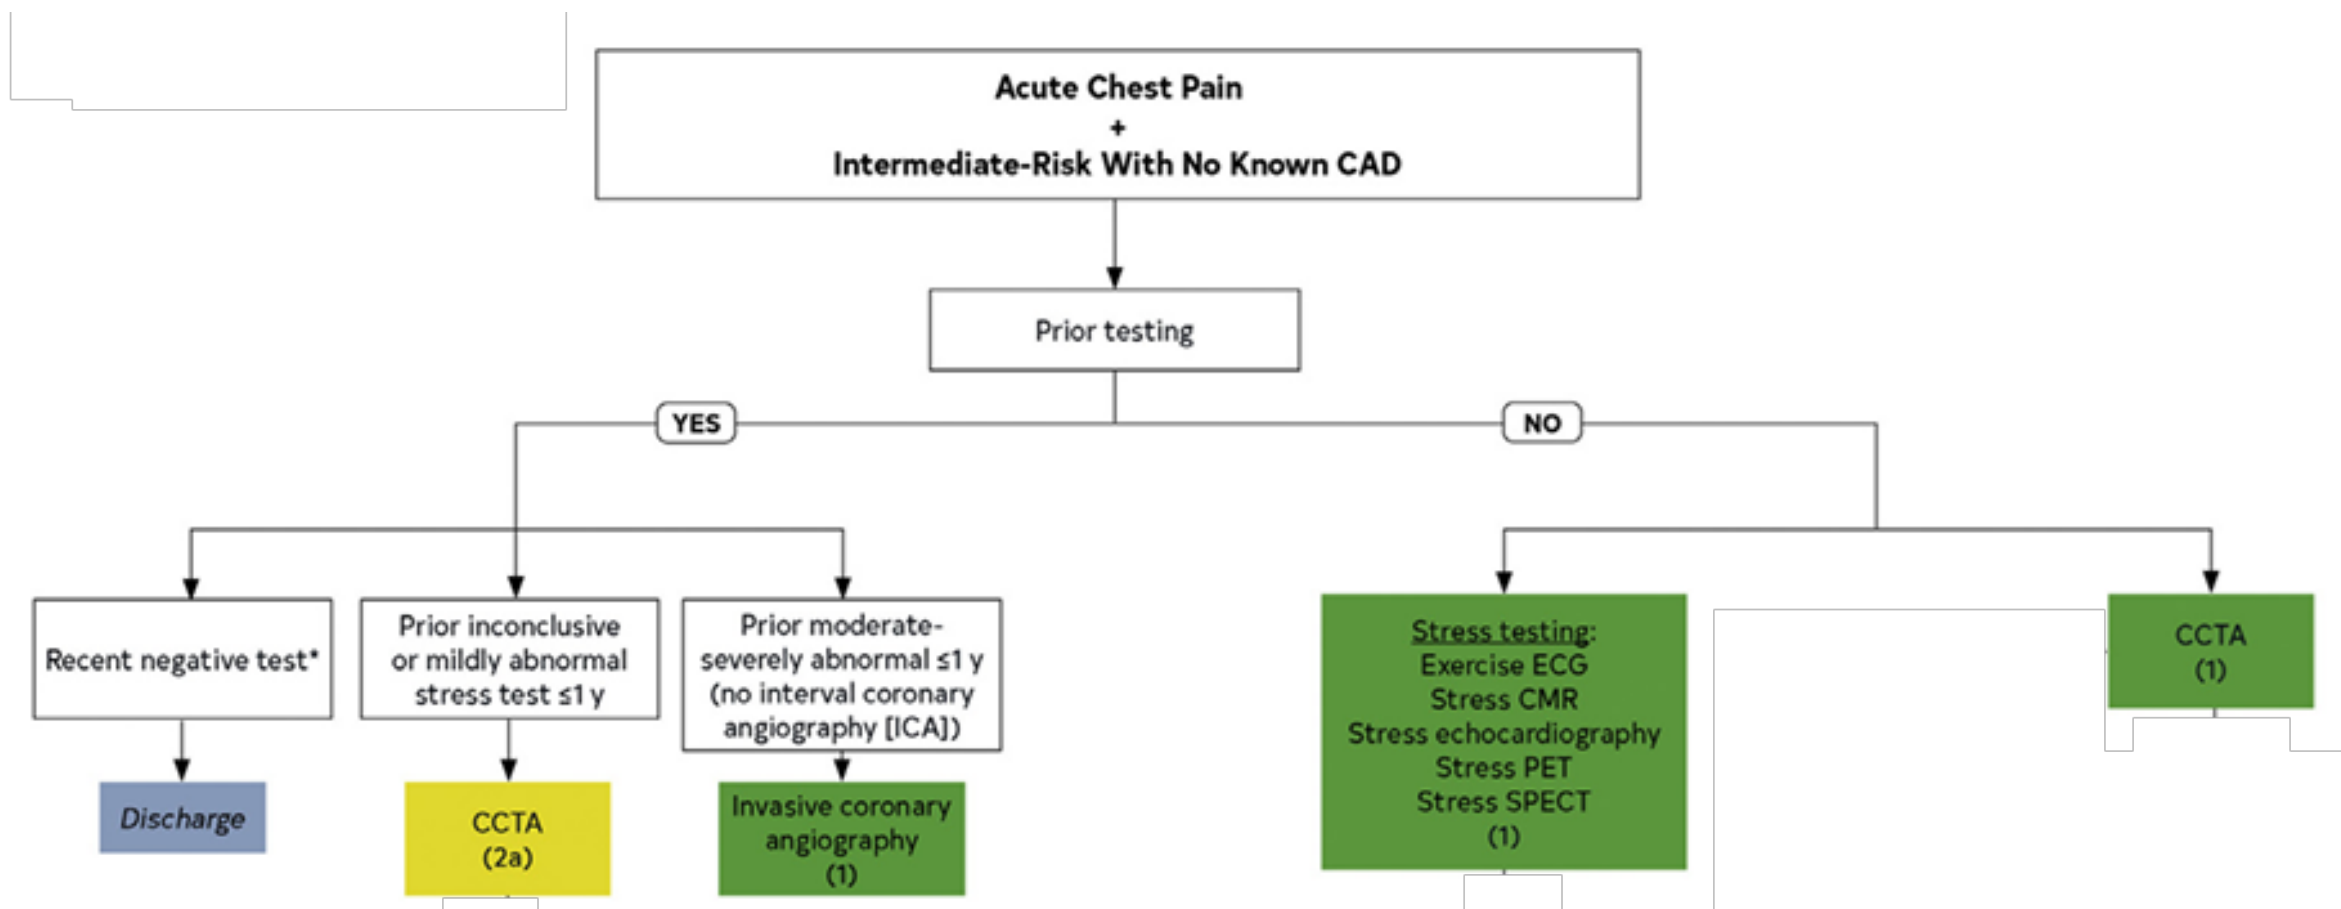 Acute Chest Pain
+
Intermediate-Risk With No Known CAD
Prior testing
YES
NO
Recent negative test*
Prior inconclusive
or mildly abnormal
stress test ≤1 y
Prior moderate-
severely abnormal ≤1 y
(no interval coronary
angiography [ICA])
Stress testing:
Exercise ECG
Stress CMR
Stress echocardiography
Stress PET
Stress SPECT
(1)
CCTA
(1)
Discharge
CCTA
(2a)
Invasive coronary
angiography
(1)